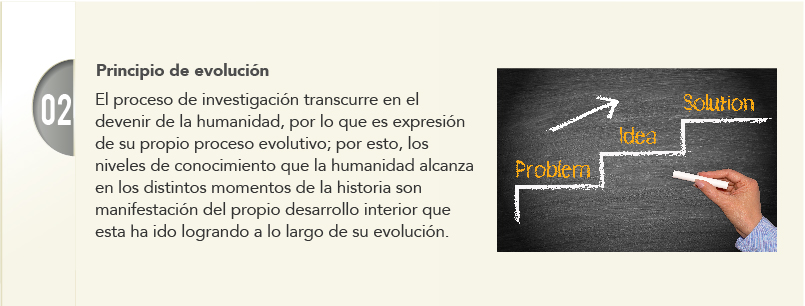 02
Principio de evolución
El proceso de investigación transcurre en el
devenir de la humanidad, por lo que es expresión
de su propio proceso evolutivo; por esto, los
niveles de conocimiento que la humanidad alcanza
en los distintos momentos de la historia son
manifestación del propio desarrollo interior que
esta ha ido logrando a lo largo de su evolución.
Problem
Idea
Solution